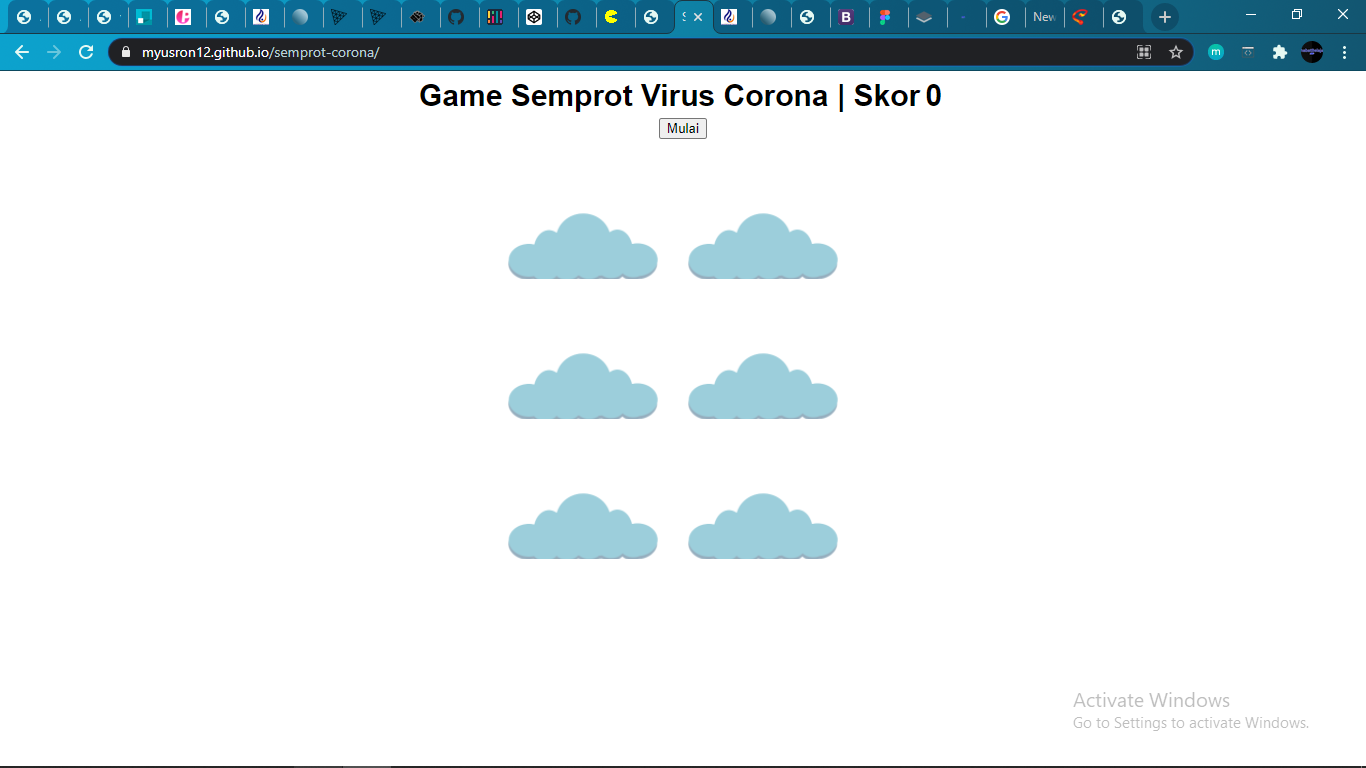 New
myusron12.github.io/semprot-corona/
Game Semprot Virus Corona | Skor 0
Mulai
Activate Windows
Go to Settings to activate Windows.